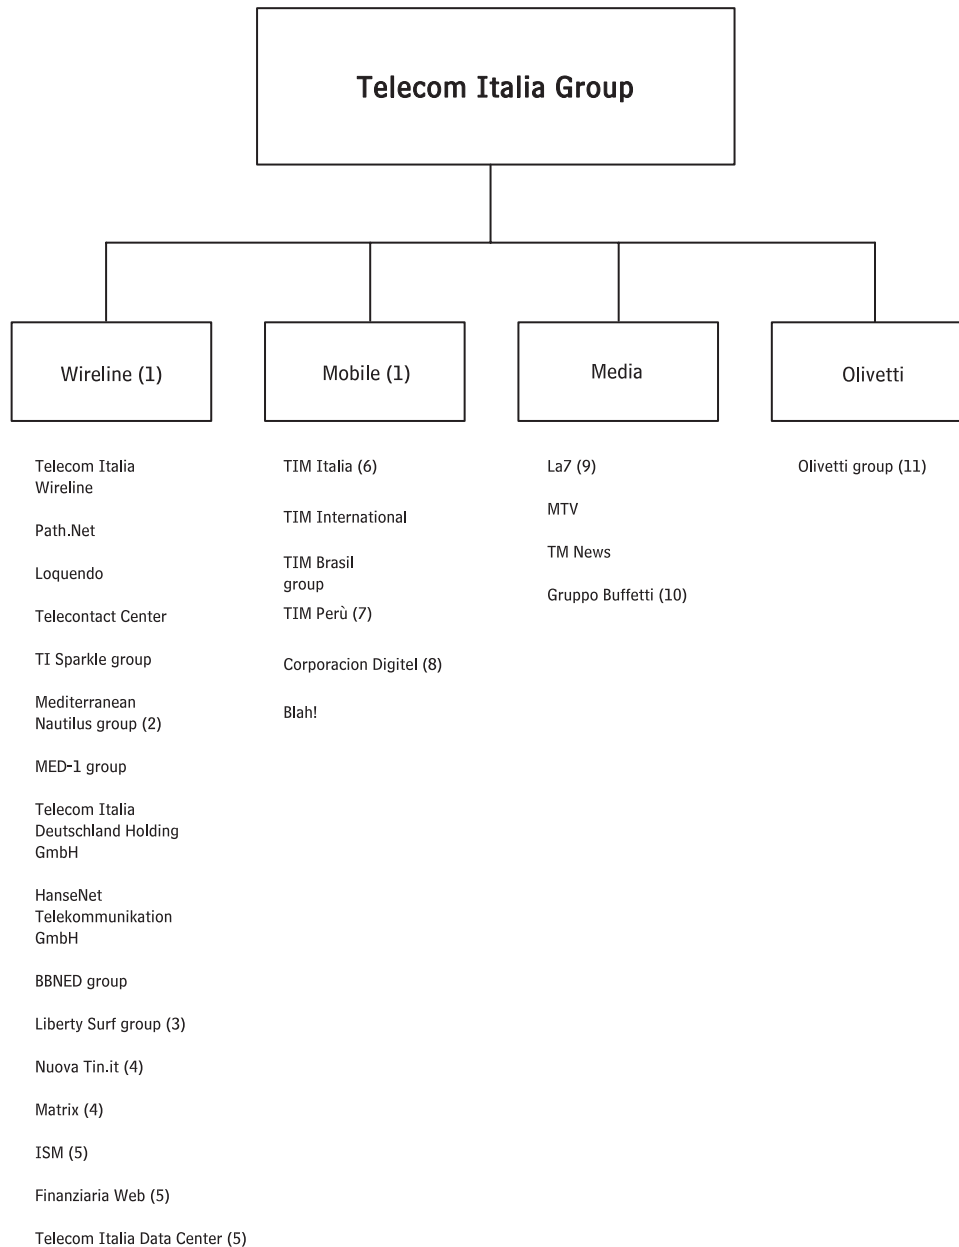 Telecom Italia Group
Wireline (1)
Mobile (1)
Media
Olivetti
Telecom Italia
Wireline
Path.Net
Loquendo
Telecontact Center
TI Sparkle group
Mediterranean
Nautilus group (2)
MED-1 group
Telecom Italia
Deutschland Holding
GmbH
HanseNet
Telekommunikation
GmbH
BBNED group
Liberty Surf group (3)
Nuova Tin.it (4)
Matrix (4)
ISM (5)
Finanziaria Web (5)
Telecom Italia Data Center (5)
TIM Italia (6)
TIM International
TIM Brasil
group
TIM Perù (7)
Corporacion Digitel (8)
Blah!
La7 (9)
MTV
TM News
Gruppo Buffetti (10)
Olivetti group (11)